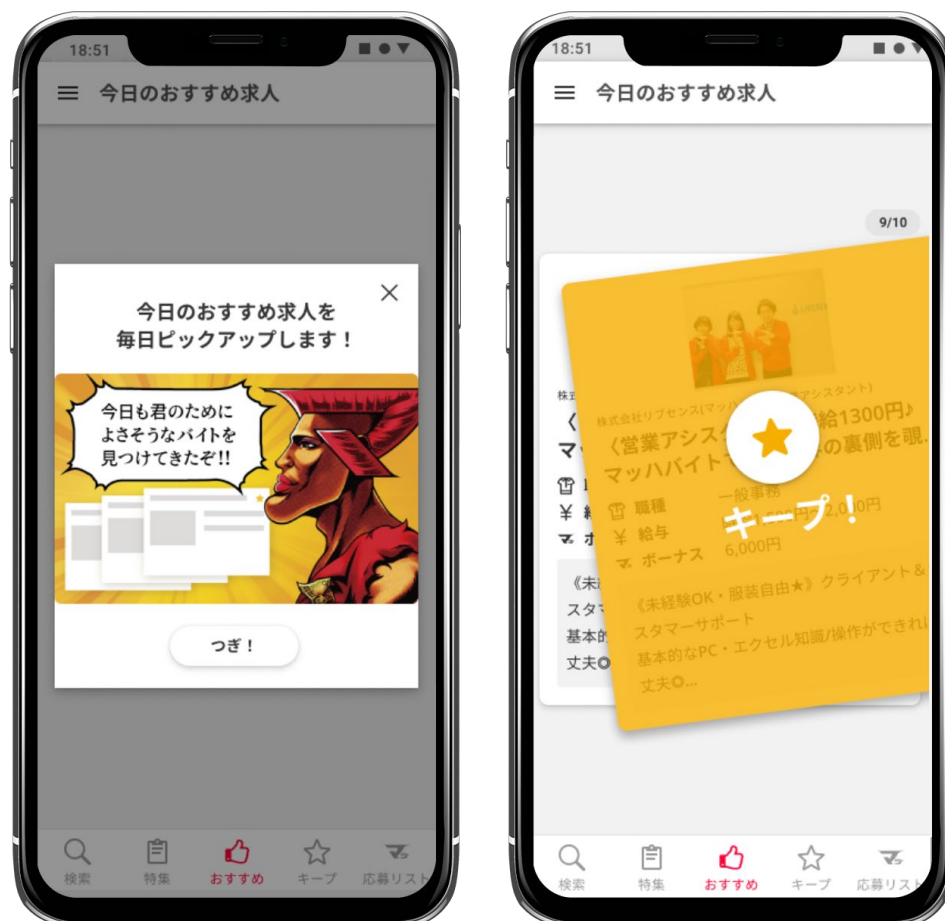 18:51
今日のおすすめ求人
今日のおすすめ求人を
毎日ピックアップします！
今日も君のために
よさそうなバイトを
見つけてきたぞ!!
つぎ！
検索
特集
おすすめ
キープ
応募リスト
18:51
今日のおすすめ求人
9/10
株式会社リブセンス(マッハ
アシスタント)
〈営業アシス
給1300円♪
マッハバイト
の裏側を覗...
職種
一般事務
キープ！
給与
2,000円
ボーナス
6,000円
《未経験OK・服装自由★》クライアント＆
スタマーサポート
基本的なPC・エクセル知識/操作ができれ
丈夫◎...
基本的
丈夫◎
検索
特集
おすすめ
キープ
応募リスト